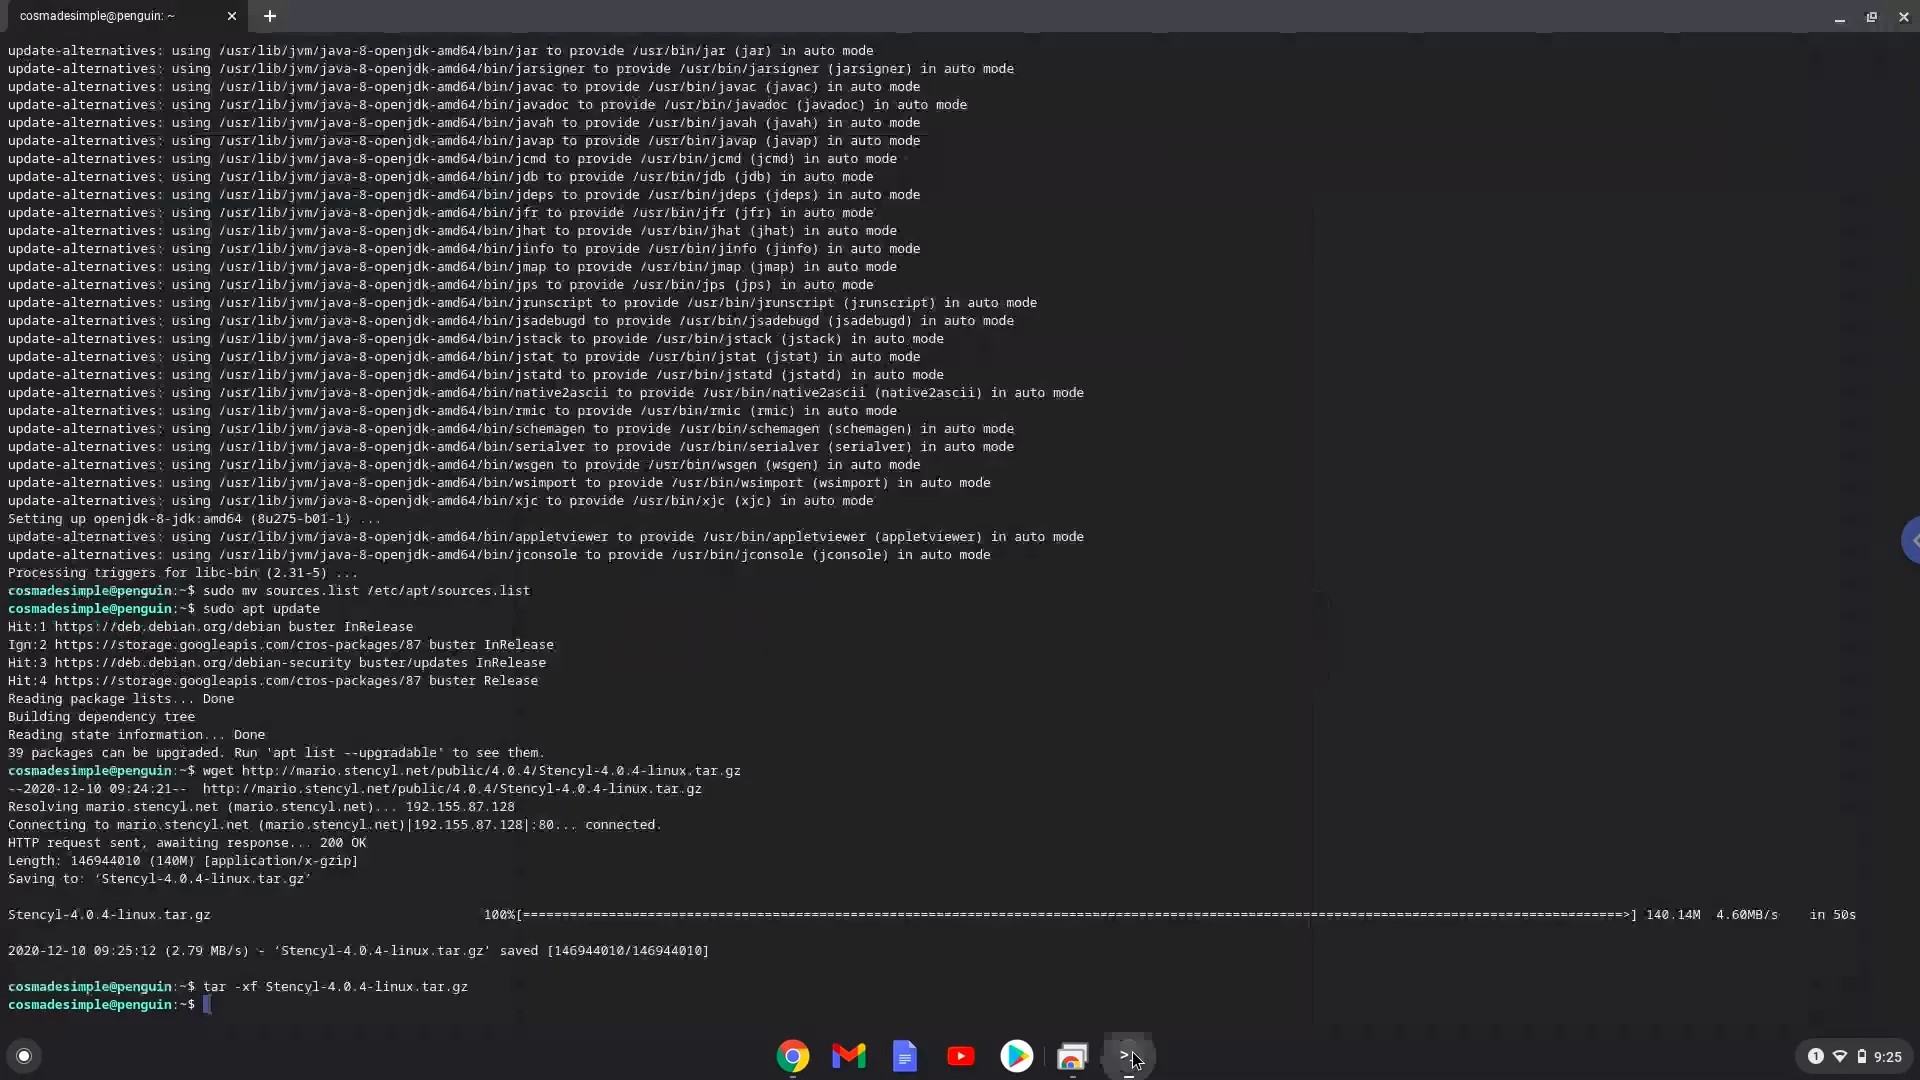 cosmadesimple@penguin: ~
update-alternatives: using /usr/lib/jvm/java-8-openjdk-amd64/bin/jar to provide /usr/bin/jar (jar) in auto mode
update-alternatives: using /usr/lib/jvm/java-8-openjdk-amd64/bin/jarsigner to provide /usr/bin/jarsigner (jarsigner) in auto mode
update-alternatives: using /usr/lib/jvm/java-8-openjdk-amd64/bin/javac to provide /usr/bin/javac (javac) in auto mode
update-alternatives: using /usr/lib/jvm/java-8-openjdk-amd64/bin/javadoc to provide /usr/bin/javadoc (javadoc) in auto mode
update-alternatives: using /usr/lib/jvm/java-8-openjdk-amd64/bin/javah to provide /usr/bin/javah (javah) in auto mode
update-alternatives: using /usr/lib/jvm/java-8-openjdk-amd64/bin/javap to provide /usr/bin/javap (javap) in auto mode
update-alternatives: using /usr/lib/jvm/java-8-openjdk-amd64/bin/jcmd to provide /usr/bin/jcmd (jcmd) in auto mode
update-alternatives: using /usr/lib/jvm/java-8-openjdk-amd64/bin/jdb to provide /usr/bin/jdb (jdb) in auto mode
update-alternatives: using /usr/lib/jvm/java-8-openjdk-amd64/bin/jdeps to provide /usr/bin/jdeps (jdeps) in auto mode
update-alternatives: using /usr/lib/jvm/java-8-openjdk-amd64/bin/jfr to provide /usr/bin/jfr (jfr) in auto mode
update-alternatives: using /usr/lib/jvm/java-8-openjdk-amd64/bin/jhat to provide /usr/bin/jhat (jhat) in auto mode
update-alternatives: using /usr/lib/jvm/java-8-openjdk-amd64/bin/jinfo to provide /usr/bin/jinfo (jinfo) in auto mode
update-alternatives: using /usr/lib/jvm/java-8-openjdk-amd64/bin/jmap to provide /usr/bin/jmap (jmap) in auto mode
update-alternatives: using /usr/lib/jvm/java-8-openjdk-amd64/bin/jps to provide /usr/bin/jps (jps) in auto mode
update-alternatives: using /usr/lib/jvm/java-8-openjdk-amd64/bin/jrunscript to provide /usr/bin/jrunscript (jrunscript) in auto mode
update-alternatives: using /usr/lib/jvm/java-8-openjdk-amd64/bin/jsadebugd to provide /usr/bin/jsadebugd (jsadebugd) in auto mode
update-alternatives: using /usr/lib/jvm/java-8-openjdk-amd64/bin/jstack to provide /usr/bin/jstack (jstack) in auto mode
update-alternatives: using /usr/lib/jvm/java-8-openjdk-amd64/bin/jstat to provide /usr/bin/jstat (jstat) in auto mode
update-alternatives: using /usr/lib/jvm/java-8-openjdk-amd64/bin/jstatd to provide /usr/bin/jstatd (jstatd) in auto mode
update-alternatives: using /usr/lib/jvm/java-8-openjdk-amd64/bin/native2ascii to provide /usr/bin/native2ascii (native2ascii) in auto mode
update-alternatives: using /usr/lib/jvm/java-8-openjdk-amd64/bin/rmic to provide /usr/bin/rmic (rmic) in auto mode
update-alternatives: using /usr/lib/jvm/java-8-openjdk-amd64/bin/schemagen to provide /usr/bin/schemagen (schemagen) in auto mode
update-alternatives: using /usr/lib/jvm/java-8-openjdk-amd64/bin/serialver to provide /usr/bin/serialver (serialver) in auto mode
update-alternatives: using /usr/lib/jvm/java-8-openjdk-amd64/bin/wsgen to provide /usr/bin/wsgen (wsgen) in auto mode
update-alternatives: using /usr/lib/jvm/java-8-openjdk-amd64/bin/wsimport to provide /usr/bin/wsimport (wsimport) in auto mode
update-alternatives: using /usr/lib/jvm/java-8-openjdk-amd64/bin/xjc to provide /usr/bin/xjc (xjc) in auto mode
Setting up openjdk-8-jdk:amd64 (8u275-b01-1) ...
update-alternatives: using /usr/lib/jvm/java-8-openjdk-amd64/bin/appletviewer to provide /usr/bin/appletviewer (appletviewer) in auto mode
update-alternatives: using /usr/lib/jvm/java-8-openjdk-amd64/bin/jconsole to provide /usr/bin/jconsole (jconsole) in auto mode
Processing triggers for libc-bin (2.31-5) ...
cosmadesimple@penguin:~$ sudo mv sources.list /etc/apt/sources.list
cosmadesimple@penguin:~$ sudo apt update
Hit:1 https://deb.debian.org/debian buster InRelease
Ign:2 https://storage.googleapis.com/cros-packages/87 buster InRelease
Hit:3 https://deb.debian.org/debian-security buster/updates InRelease
Hit:4 https://storage.googleapis.com/cros-packages/87 buster Release
Reading package lists... Done
Building dependency tree
Reading state information... Done
39 packages can be upgraded. Run 'apt list --upgradable' to see them.
cosmadesimple@penguin:~$ wget http://mario.stencyl.net/public/4.0.4/Stencyl-4.0.4-linux.tar.gz
--2020-12-10 09:24:21--  http://mario.stencyl.net/public/4.0.4/Stencyl-4.0.4-linux.tar.gz
Resolving mario.stencyl.net (mario.stencyl.net)... 192.155.87.128
Connecting to mario.stencyl.net (mario.stencyl.net)|192.155.87.128|:80... connected.
HTTP request sent, awaiting response... 200 OK
Length: 146944010 (140M) [application/x-gzip]
Saving to: ‘Stencyl-4.0.4-linux.tar.gz’
Stencyl-4.0.4-linux.tar.gz 100%[===================================================================>] 140.14M 4.60MB/s in 50s
2020-12-10 09:25:12 (2.79 MB/s) - ‘Stencyl-4.0.4-linux.tar.gz’ saved [146944010/146944010]
cosmadesimple@penguin:~$ tar -xf Stencyl-4.0.4-linux.tar.gz
cosmadesimple@penguin:~$
1 9:25